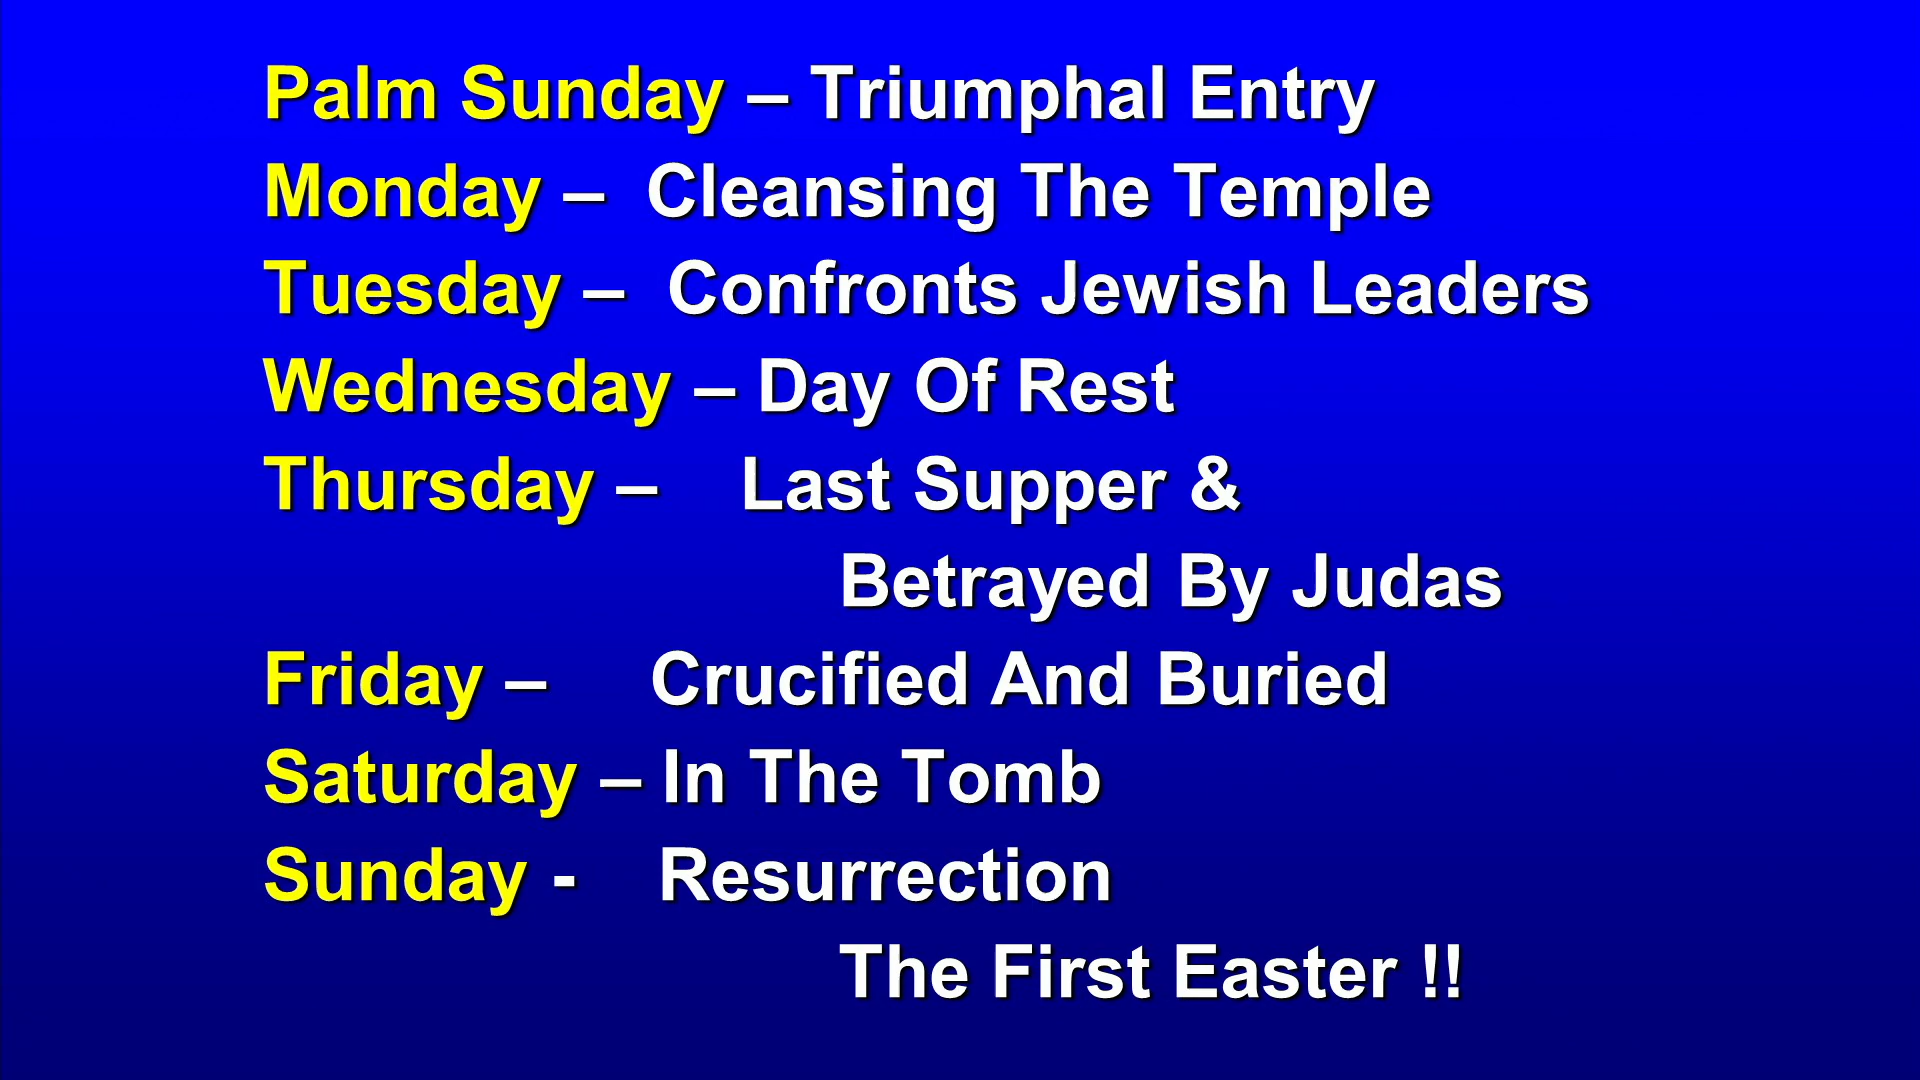 Palm Sunday – Triumphal Entry
Monday – Cleansing The Temple
Tuesday – Confronts Jewish Leaders
Wednesday – Day Of Rest
Thursday – Last Supper &
Betrayed By Judas
Friday – Crucified And Buried
Saturday – In The Tomb
Sunday - Resurrection
The First Easter !!